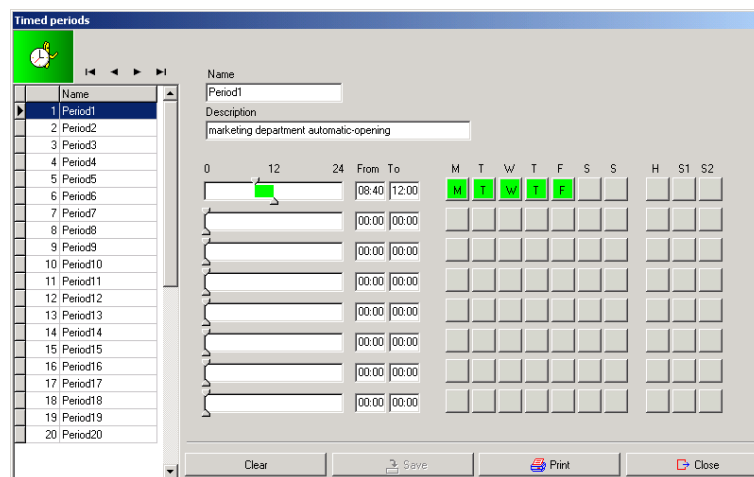 Timed periods
Name
1 Period1
2 Period2
3 Period3
4 Period4
5 Period5
6 Period6
7 Period7
8 Period8
9 Period9
10 Period10
11 Period11
12 Period12
13 Period13
14 Period14
15 Period15
16 Period16
17 Period17
18 Period18
19 Period19
20 Period20
Name
Period1
Description
marketing department automatic-opening
0 12 24 From To M T W T F S S H S1 S2
08:40 12:00 M T W T F
00:00 00:00
00:00 00:00
00:00 00:00
00:00 00:00
00:00 00:00
00:00 00:00
00:00 00:00
Clear Save Print Close